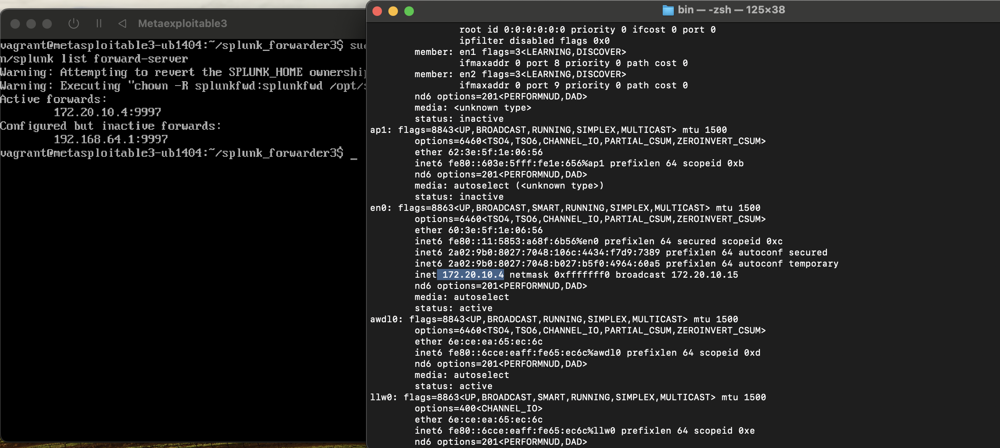 Metaexploitable3
vagrant@metasploitable3-ub1404:~/splunk_forwarder3$
n/splunk list forward-server
Warning: Attempting to revert the SPLUNK_HOME
Warning: Executing "chown -R splunkfwd:splunkfwd
Active forwards:
172.20.10.4:9997
Configured but inactive forwards:
192.168.64.1:9997
vagrant@metasploitable3-ub1404:~/splunk_forwarder3$ _
bin — -zsh — 125×38
root id 0:0:0:0:0:0 priority 0 ifcost 0 port 0
ipfilter disabled flags 0x0
member: en1 flags=3<LEARNING,DISCOVER>
ifmaxaddr 0 port 8 priority 0 path cost 0
member: en2 flags=3<LEARNING,DISCOVER>
ifmaxaddr 0 port 9 priority 0 path cost 0
nd6 options=201<PERFORMNUD,DAD>
media: <unknown type>
status: inactive
ap1: flags=8843<UP,BROADCAST,RUNNING,SIMPLEX,MULTICAST> mtu 1500
options=6460<TSO4,TSO6,CHANNEL_IO,PARTIAL_CSUM,ZEROINVERT_CSUM>
ether 62:3e:5f:1e:06:56
inet6 fe80::603e:5fff:fe1e:656%ap1 prefixlen 64 scopeid 0xb
nd6 options=201<PERFORMNUD,DAD>
media: autoselect (<unknown type>)
status: inactive
en0: flags=8863<UP,BROADCAST,SMART,RUNNING,SIMPLEX,MULTICAST> mtu 1500
options=6460<TSO4,TSO6,CHANNEL_IO,PARTIAL_CSUM,ZEROINVERT_CSUM>
ether 60:3e:5f:1e:06:56
inet6 fe80::11:5853:a68f:6b56%en0 prefixlen 64 secured scopeid 0xc
inet6 2a02:9b0:8027:7048:106c:4434:f7d9:7389 prefixlen 64 autoconf secured
inet6 2a02:9b0:8027:7048:b027:b5f0:4964:60a5 prefixlen 64 autoconf temporary
inet 172.20.10.4 netmask 0xfffffff0 broadcast 172.20.10.15
nd6 options=201<PERFORMNUD,DAD>
media: autoselect
status: active
awdl0: flags=8843<UP,BROADCAST,RUNNING,SIMPLEX,MULTICAST> mtu 1500
options=6460<TSO4,TSO6,CHANNEL_IO,PARTIAL_CSUM,ZEROINVERT_CSUM>
ether 6e:ce:ea:65:ec:6c
inet6 fe80::6cce:eaff:fe65:ec6c%awdl0 prefixlen 64 scopeid 0xd
nd6 options=201<PERFORMNUD,DAD>
media: autoselect
status: active
llw0: flags=8863<UP,BROADCAST,SMART,RUNNING,SIMPLEX,MULTICAST> mtu 1500
options=400<CHANNEL_IO>
ether 6e:ce:ea:65:ec:6c
inet6 fe80::6cce:eaff:fe65:ec6c%llw0 prefixlen 64 scopeid 0xe
nd6 options=201<PERFORMNUD,DAD>